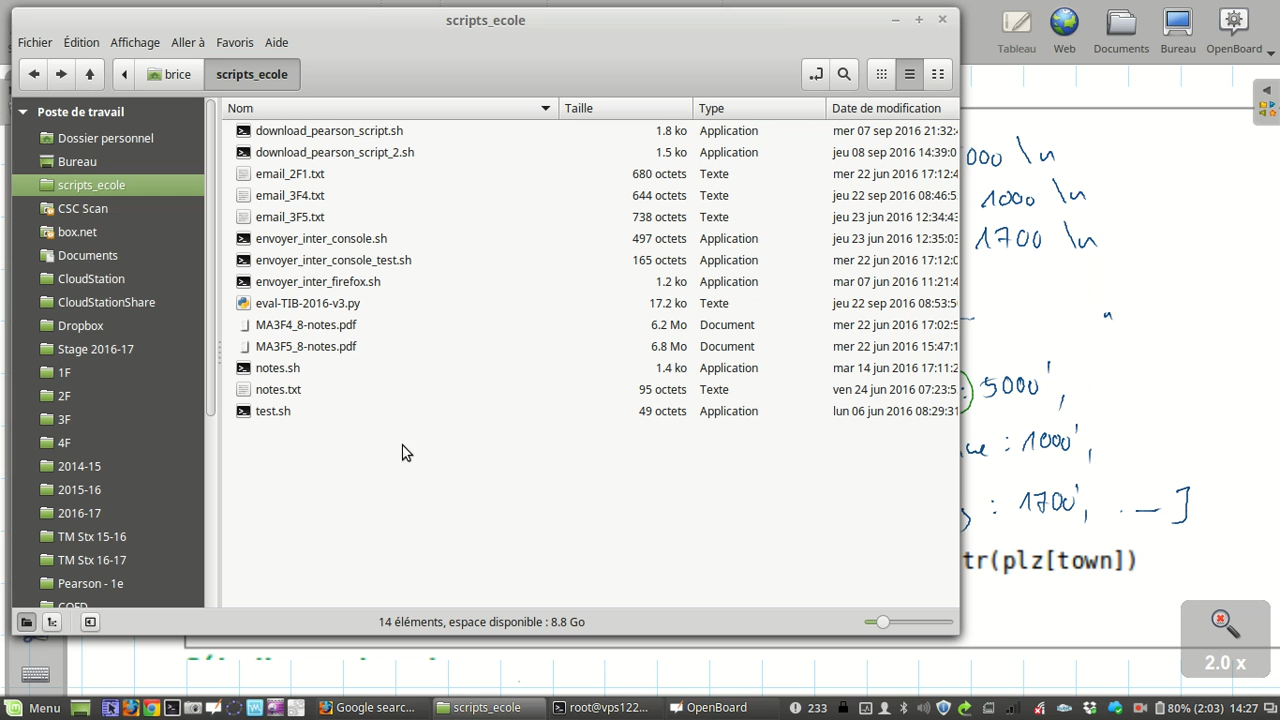 scripts_ecole
Fichier Édition Affichage Aller à Favoris Aide
Tableau Web Documents Bureau OpenBoard
brice scripts_ecole
Poste de travail
Dossier personnel
Bureau
scripts_ecole
CSC Scan
box.net
Documents
CloudStation
CloudStationShare
Dropbox
Stage 2016-17
1F
2F
3F
4F
2014-15
2015-16
2016-17
TM Stx 15-16
TM Stx 16-17
Pearson - 1e
Nom Taille Type Date de modification
download_pearson_script.sh 1.8 ko Application mer 07 sep 2016 21:32:
download_pearson_script_2.sh 1.5 ko Application jeu 08 sep 2016 14:39:0
email_2F1.txt 680 octets Texte mer 22 jun 2016 17:12:4
email_3F4.txt 644 octets Texte jeu 22 sep 2016 08:46:5
email_3F5.txt 738 octets Texte jeu 23 jun 2016 12:34:43
envoyer_inter_console.sh 497 octets Application jeu 23 jun 2016 12:35:03
envoyer_inter_console_test.sh 165 octets Application mer 22 jun 2016 17:12:0
envoyer_inter_firefox.sh 1.2 ko Application mar 07 jun 2016 11:21:4
eval-TIB-2016-v3.py 17.2 ko Texte jeu 22 sep 2016 08:53:5
MA3F4_8-notes.pdf 6.2 Mo Document mer 22 jun 2016 17:02:5
MA3F5_8-notes.pdf 6.8 Mo Document mer 22 jun 2016 15:47:1
notes.sh 1.4 ko Application mar 14 jun 2016 17:11:2
notes.txt 95 octets Texte ven 24 jun 2016 07:23:5
test.sh 49 octets Application lun 06 jun 2016 08:29:31
14 éléments, espace disponible : 8.8 Go
000 \n
1000 \n
1700 \n
5000',
: 1000',
: 1700', . — ]
tr(plz[town])
2.0 x
Menu Google searc... scripts_ecole root@vps122... OpenBoard 233 80% (2:03) 14:27